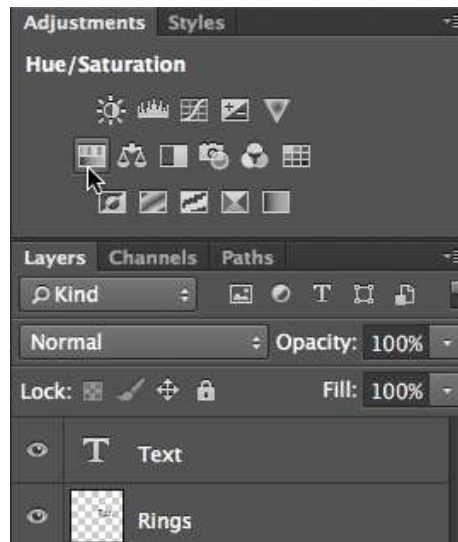 Adjustments Styles
Hue/Saturation
Layers Channels Paths
Kind T
Normal Opacity: 100%
Lock: Fill: 100%
T Text
Rings